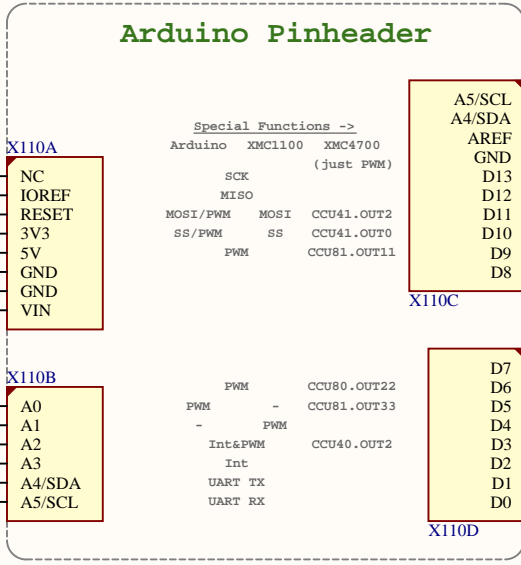 Arduino Pinheader
X110A
NC
IOREF
RESET
3V3
5V
GND
GND
VIN
Special Functions ->
Arduino XMC1100 XMC4700
(just PWM)
SCK
MISO
MOSI/PWM MOSI CCU41.OUT2
SS/PWM SS CCU41.OUT0
PWM CCU81.OUT11
A5/SCL
A4/SDA
AREF
GND
D13
D12
D11
D10
D9
D8
X110C
X110B
A0
A1
A2
A3
A4/SDA
A5/SCL
PWM CCU80.OUT22
PWM - CCU81.OUT33
- PWM
Int&PWM CCU40.OUT2
Int
UART TX
UART RX
D7
D6
D5
D4
D3
D2
D1
D0
X110D